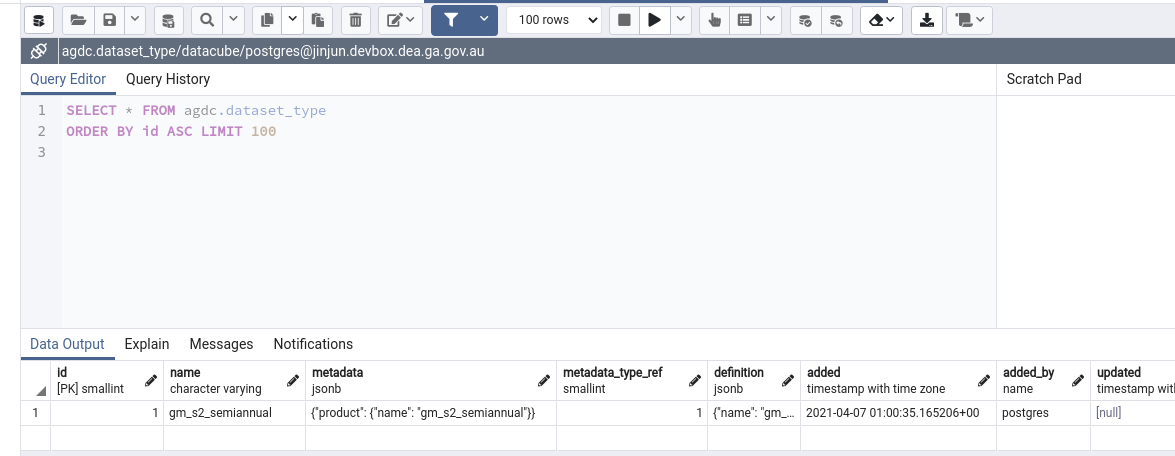 100 rows
agdc.dataset_type/datacube/postgres@jinjun.devbox.dea.ga.gov.au
Query Editor Query History Scratch Pad
1 SELECT * FROM agdc.dataset_type
2 ORDER BY id ASC LIMIT 100
3
Data Output Explain Messages Notifications
id name metadata metadata_type_ref definition added added_by updated
[PK] smallint character varying jsonb smallint jsonb timestamp with time zone name timestamp wit
1 1 gm_s2_semiannual {"product": {"name": "gm_s2_semiannual"}} 1 {"name": "gm_... 2021-04-07 01:00:35.165206+00 postgres [null]